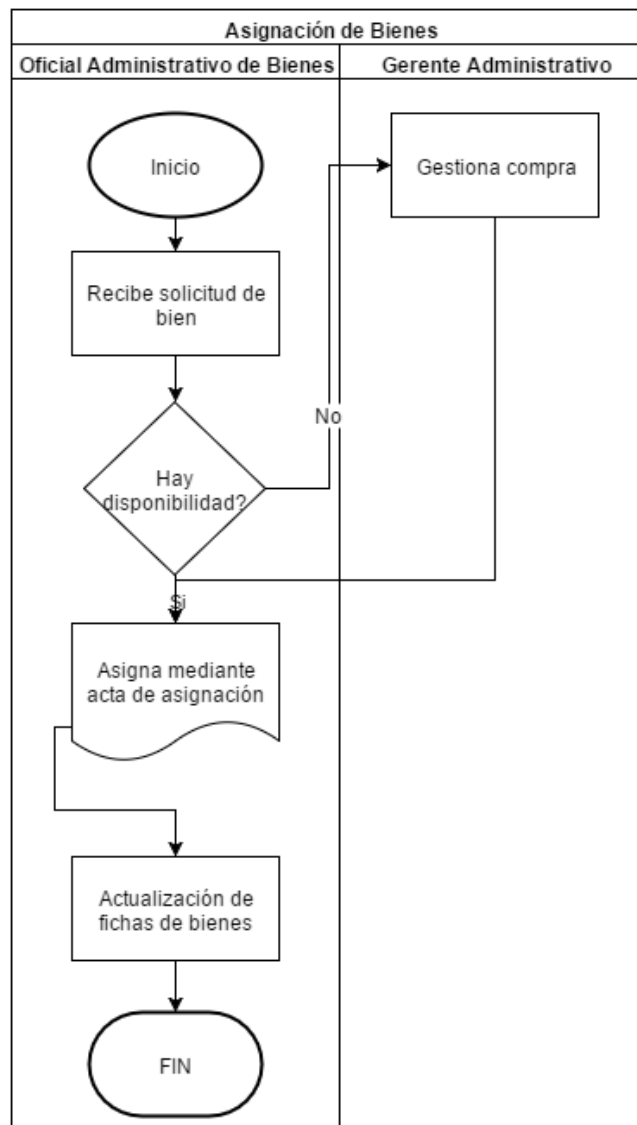 Asignación de Bienes
Oficial Administrativo de Bienes
Gerente Administrativo
Inicio
Gestiona compra
Recibe solicitud de
bien
No
Hay
disponibilidad?
Si
Asigna mediante
acta de asignación
Actualización de
fichas de bienes
FIN